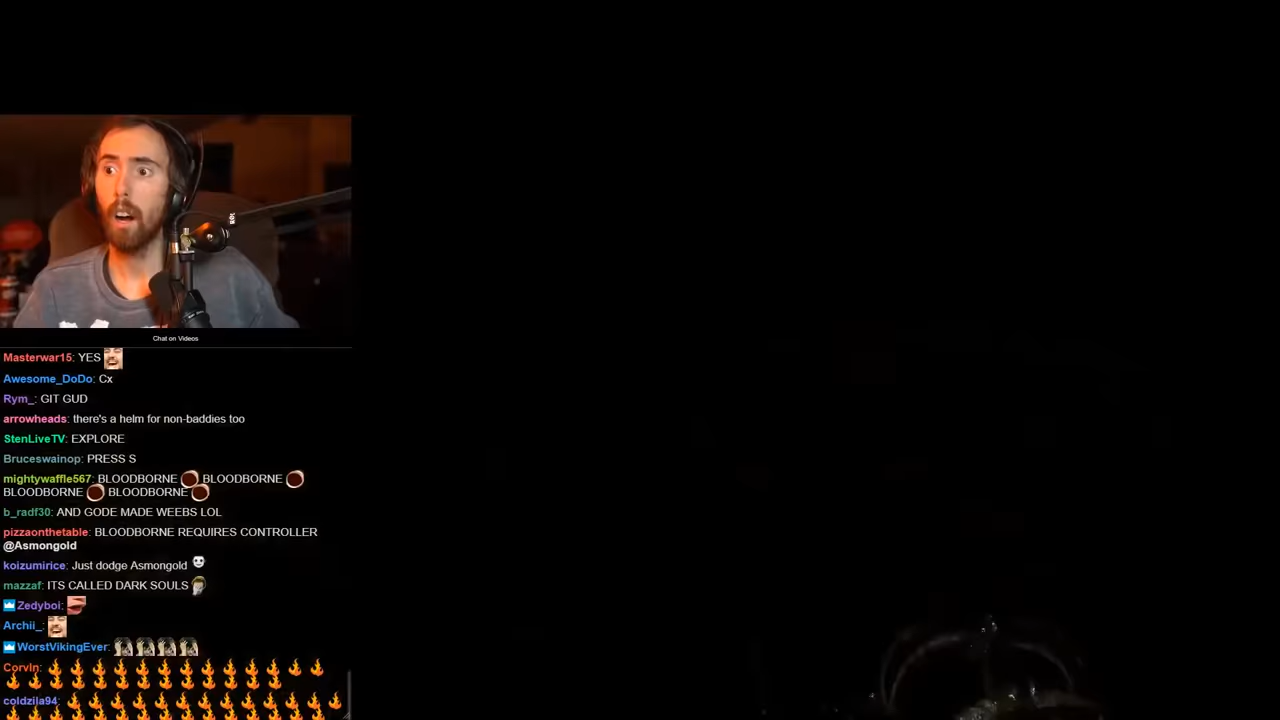 Chat on Videos
Masterwar15: YES
Awesome_DoDo: Cx
Rym_: GIT GUD
arrowheads: there's a helm for non-baddies too
StenLiveTV: EXPLORE
Bruceswainop: PRESS S
mightywaffle567: BLOODBORNE BLOODBORNE
BLOODBORNE BLOODBORNE
b_radf30: AND GODE MADE WEEBS LOL
pizzaonthetable: BLOODBORNE REQUIRES CONTROLLER
@Asmongold
koizumirice: Just dodge Asmongold
mazzaf: ITS CALLED DARK SOULS
Zedyboi:
Archii_:
WorstVikingEver:
Corvin:
coldzila94: